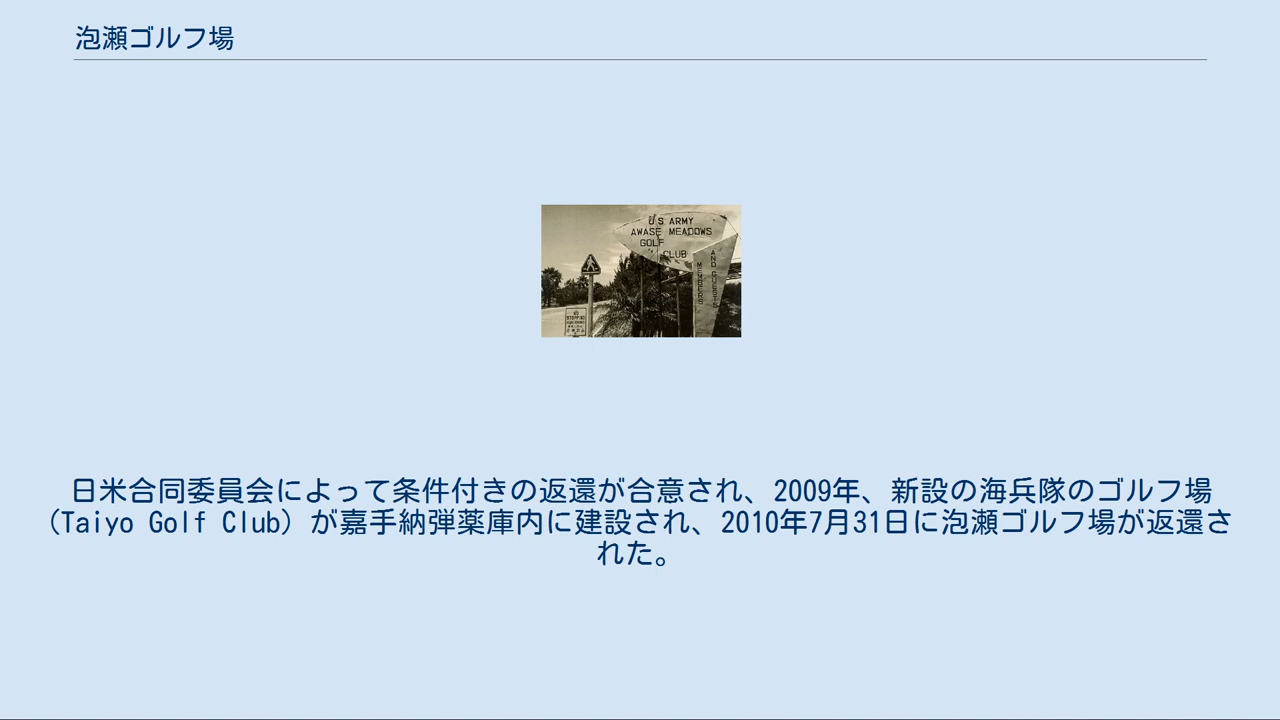 泡瀬ゴルフ場
U S ARMY
AWASE MEADOWS
GOLF
CLUB
MEMBERS
AND GUESTS
NO
STOPPING
日米合同委員会によって条件付きの返還が合意され、2009年、新設の海兵隊のゴルフ場
（Taiyo Golf Club）が嘉手納弾薬庫内に建設され、2010年7月31日に泡瀬ゴルフ場が返還さ
れた。